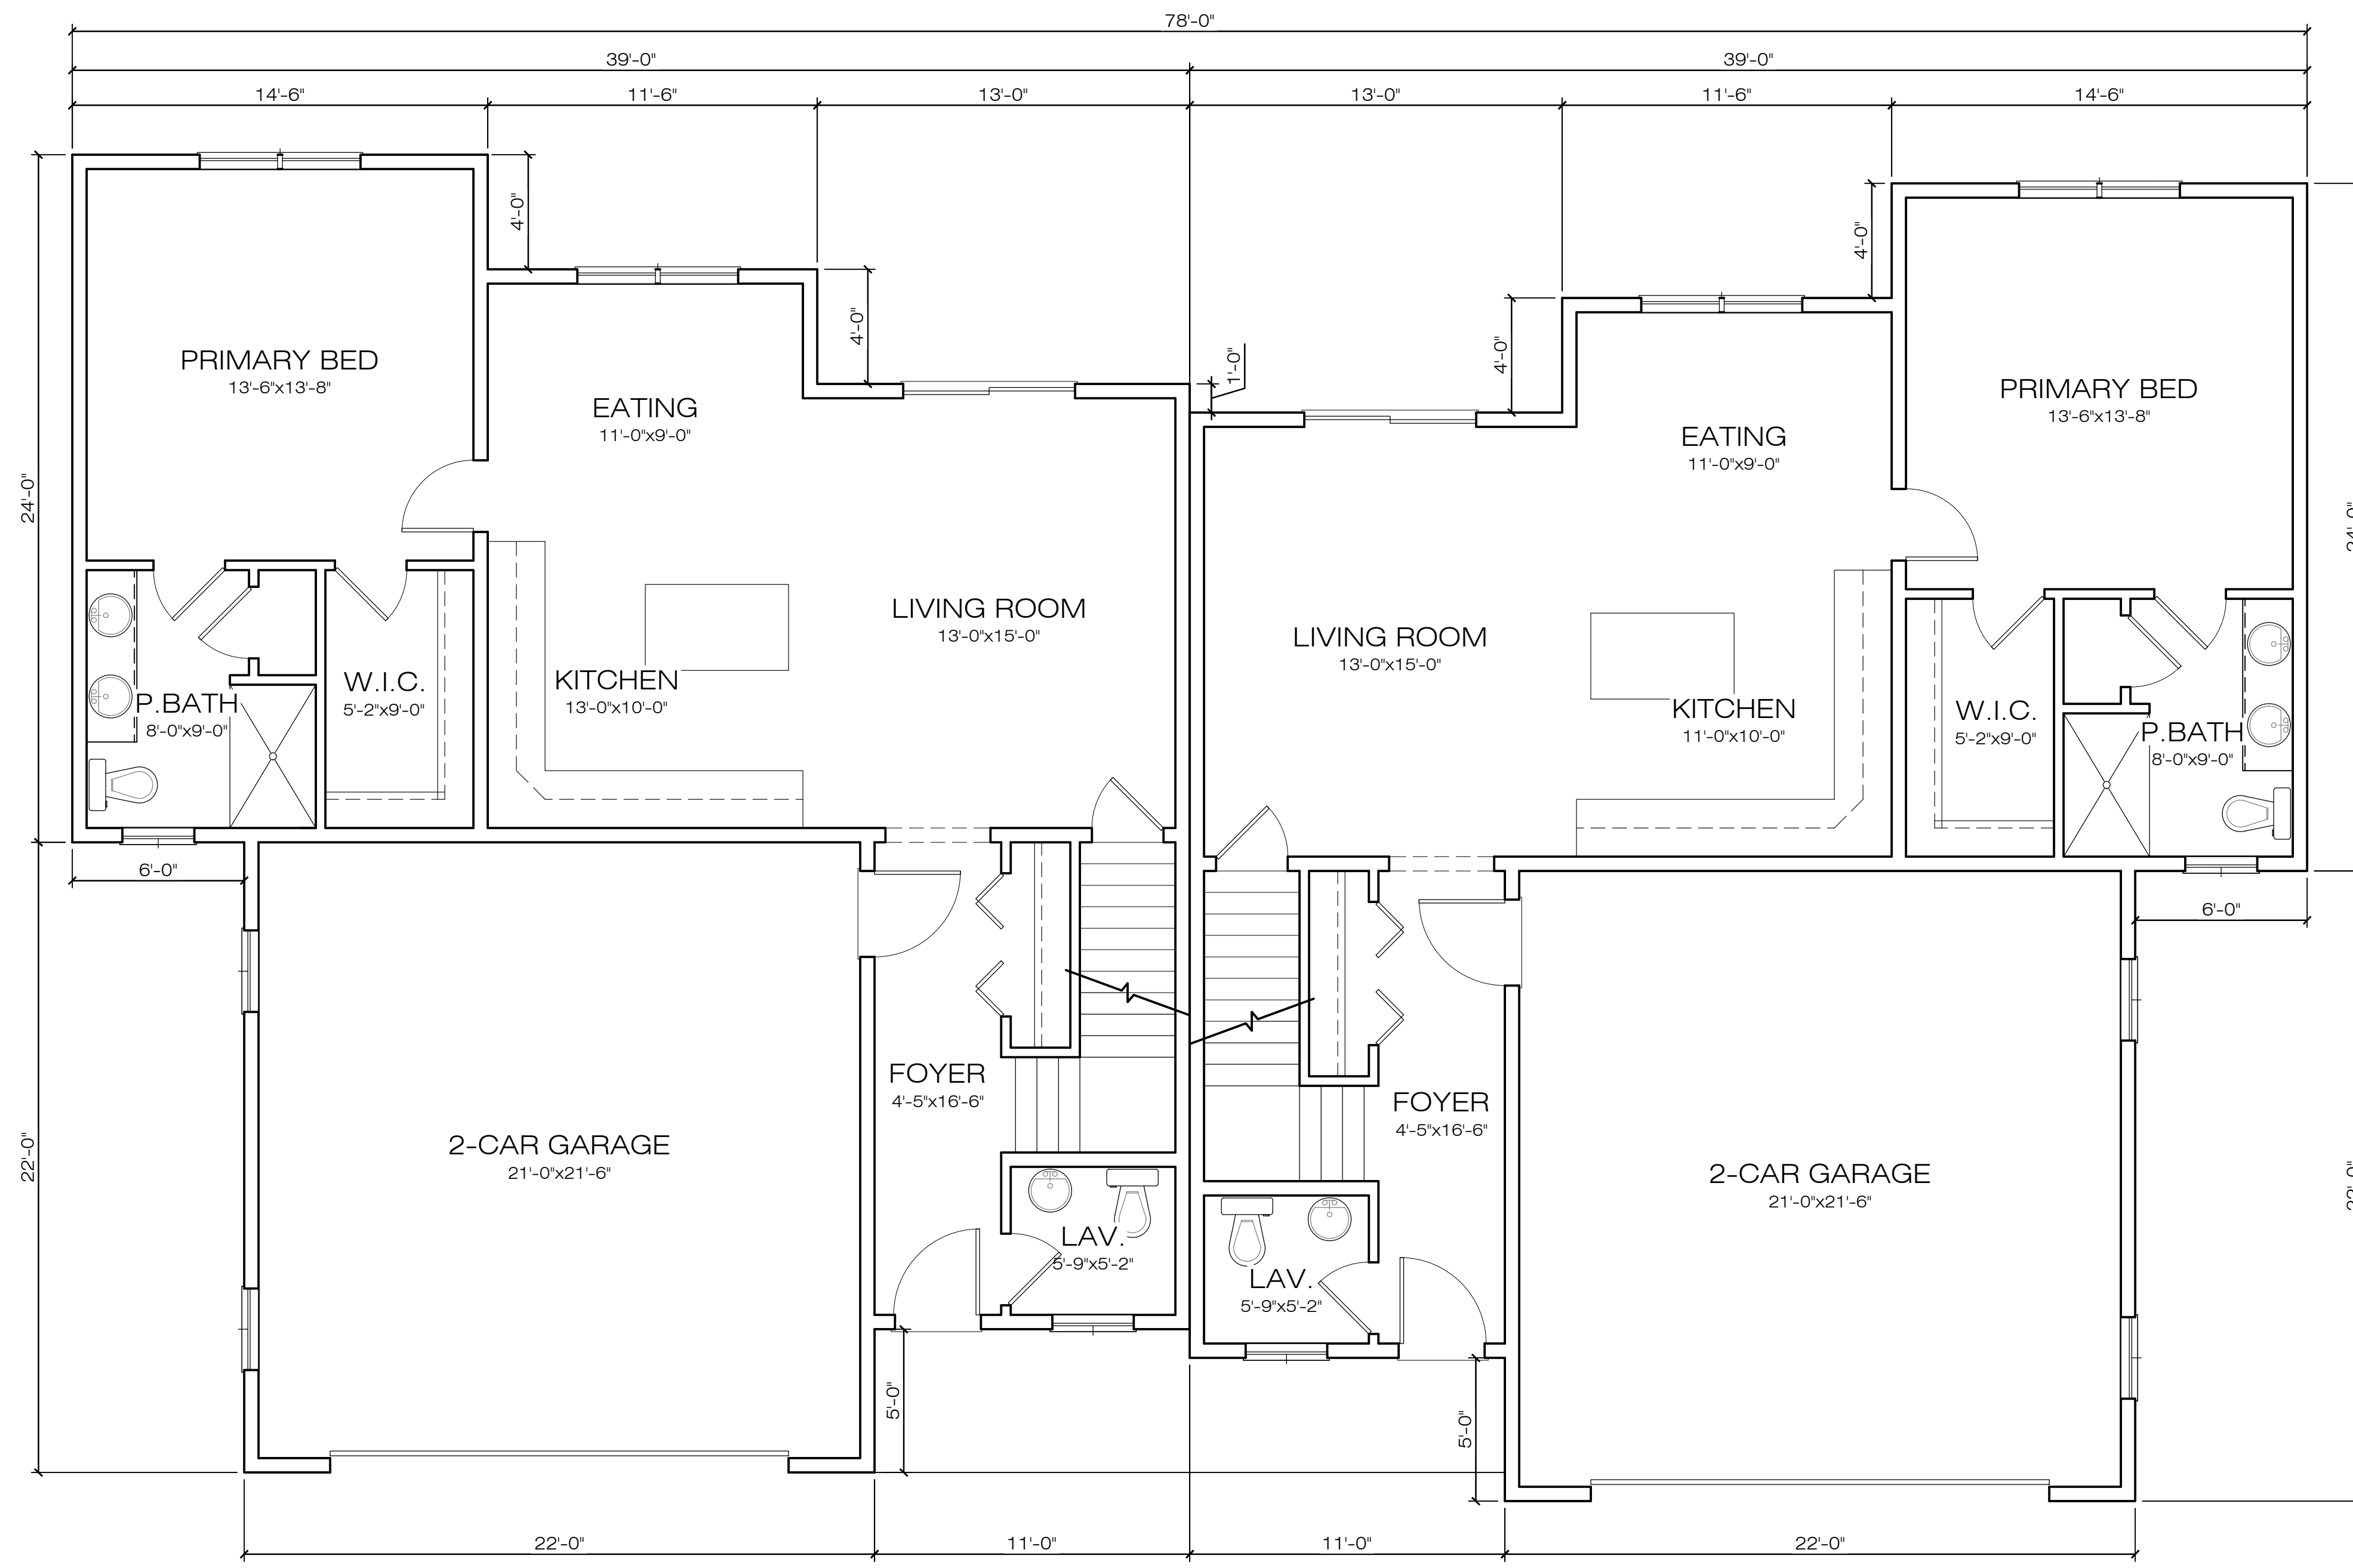 78'-0"
39'-0"
39'-0"
14'-6"
11'-6"
13'-0"
13'-0"
11'-6"
14'-6"
4'-0"
4'-0"
4'-0"
4'-0"
1'-0"
PRIMARY BED
13'-6"x13'-8"
EATING
11'-0"x9'-0"
PRIMARY BED
13'-6"x13'-8"
EATING
11'-0"x9'-0"
24'-0"
24'-0"
LIVING ROOM
13'-0"x15'-0"
LIVING ROOM
13'-0"x15'-0"
KITCHEN
13'-0"x10'-0"
W.I.C.
5'-2"x9'-0"
P.BATH
8'-0"x9'-0"
KITCHEN
11'-0"x10'-0"
W.I.C.
5'-2"x9'-0"
P.BATH
8'-0"x9'-0"
6'-0"
6'-0"
FOYER
4'-5"x16'-6"
FOYER
4'-5"x16'-6"
22'-0"
2-CAR GARAGE
21'-0"x21'-6"
2-CAR GARAGE
21'-0"x21'-6"
22'-0"
LAV.
5'-9"x5'-2"
LAV.
5'-9"x5'-2"
5'-0"
5'-0"
22'-0"
11'-0"
11'-0"
22'-0"